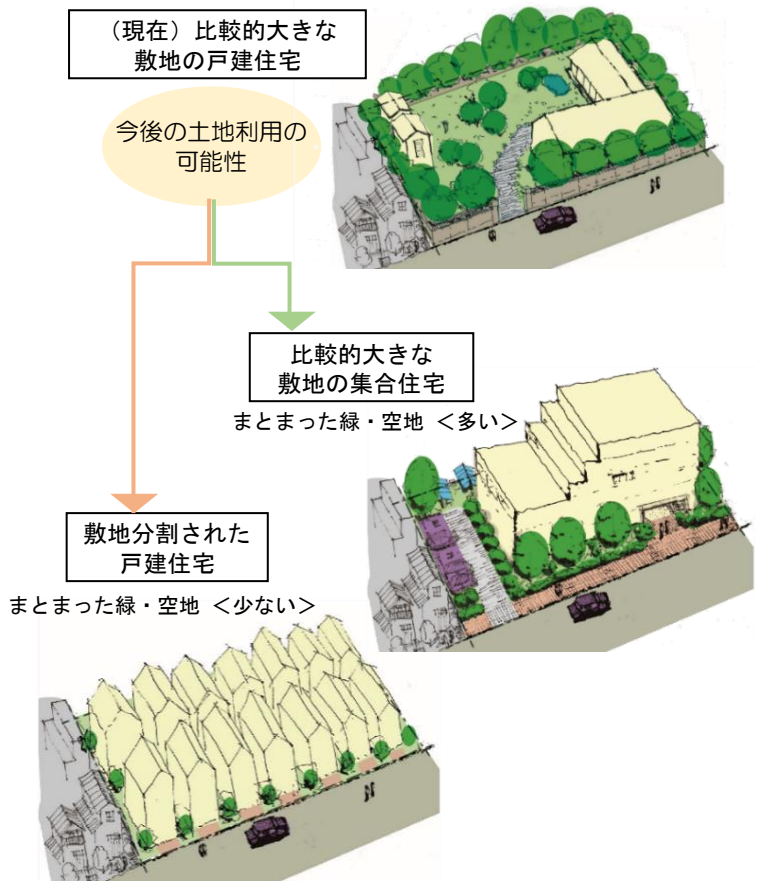 （現在）比較的大きな
敷地の戸建住宅
今後の土地利用の
可能性
比較的大きな
敷地の集合住宅
まとまった緑・空地 ＜多い＞
敷地分割された
戸建住宅
まとまった緑・空地 ＜少ない＞